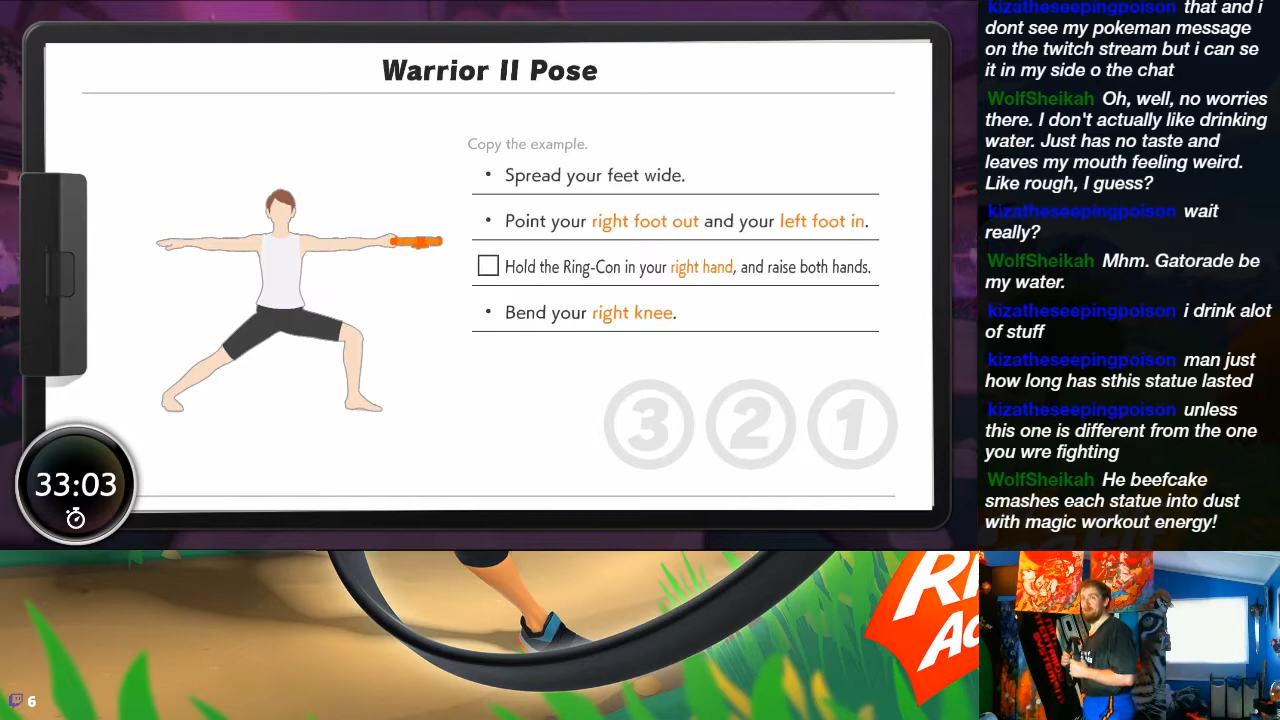 Warrior II Pose
Copy the example.
• Spread your feet wide.
• Point your right foot out and your left foot in.
Hold the Ring-Con in your right hand, and raise both hands.
• Bend your right knee.
3 2 1
33:03
6
kizatheseepingpoison that and i
dont see my pokeman message
on the twitch stream but i can se
it in my side o the chat
WolfSheikah Oh, well, no worries
there. I don't actually like drinking
water. Just has no taste and
leaves my mouth feeling weird.
Like rough, I guess?
kizatheseepingpoison wait
really?
WolfSheikah Mhm. Gatorade be
my water.
kizatheseepingpoison i drink alot
of stuff
kizatheseepingpoison man just
how long has sthis statue lasted
kizatheseepingpoison unless
this one is different from the one
you wre fighting
WolfSheikah He beefcake
smashes each statue into dust
with magic workout energy!